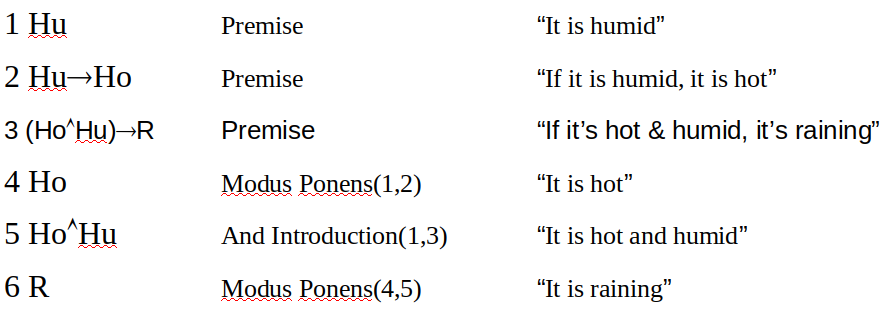 1 Hu Premise “It is humid”
2 Hu→Ho Premise “If it is humid, it is hot”
3 (Ho^Hu)→R Premise “If it’s hot & humid, it’s raining”
4 Ho Modus Ponens(1,2) “It is hot”
5 Ho^Hu And Introduction(1,3) “It is hot and humid”
6 R Modus Ponens(4,5) “It is raining”